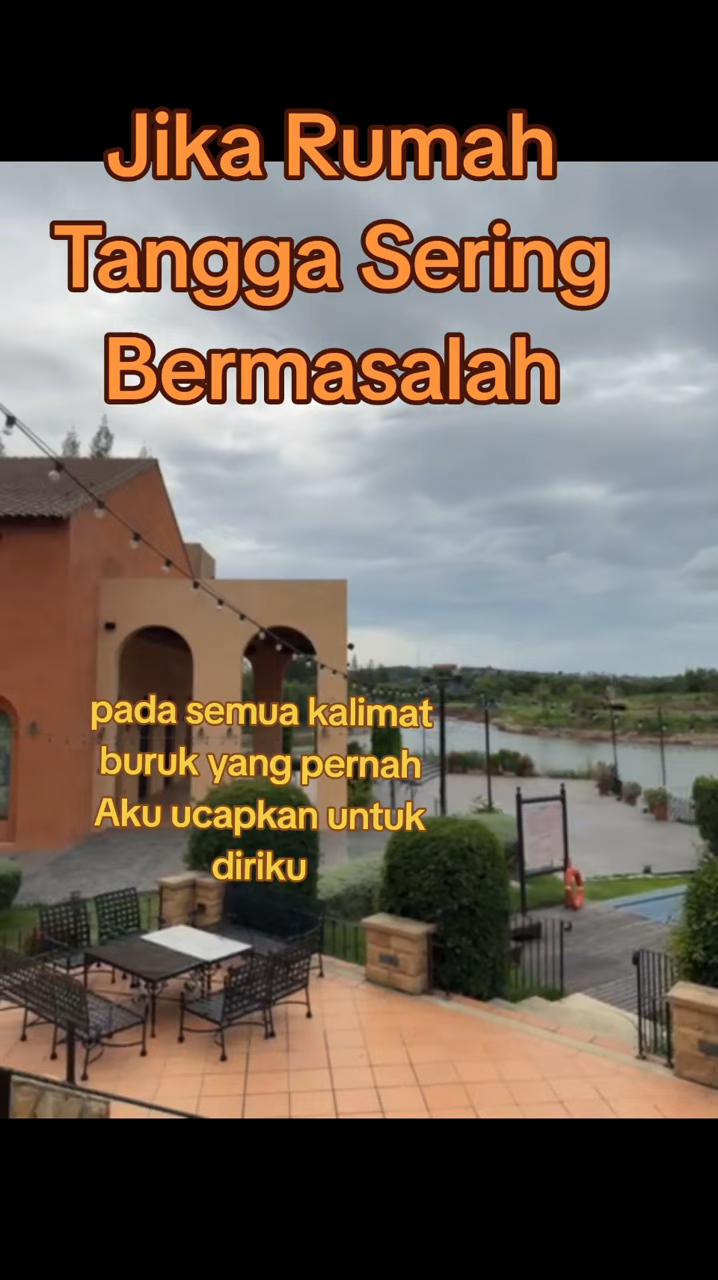 Jika Rumah
Tangga Sering
Bermasalah
pada semua kalimat
buruk yang pernah
Aku ucapkan untuk
diriku